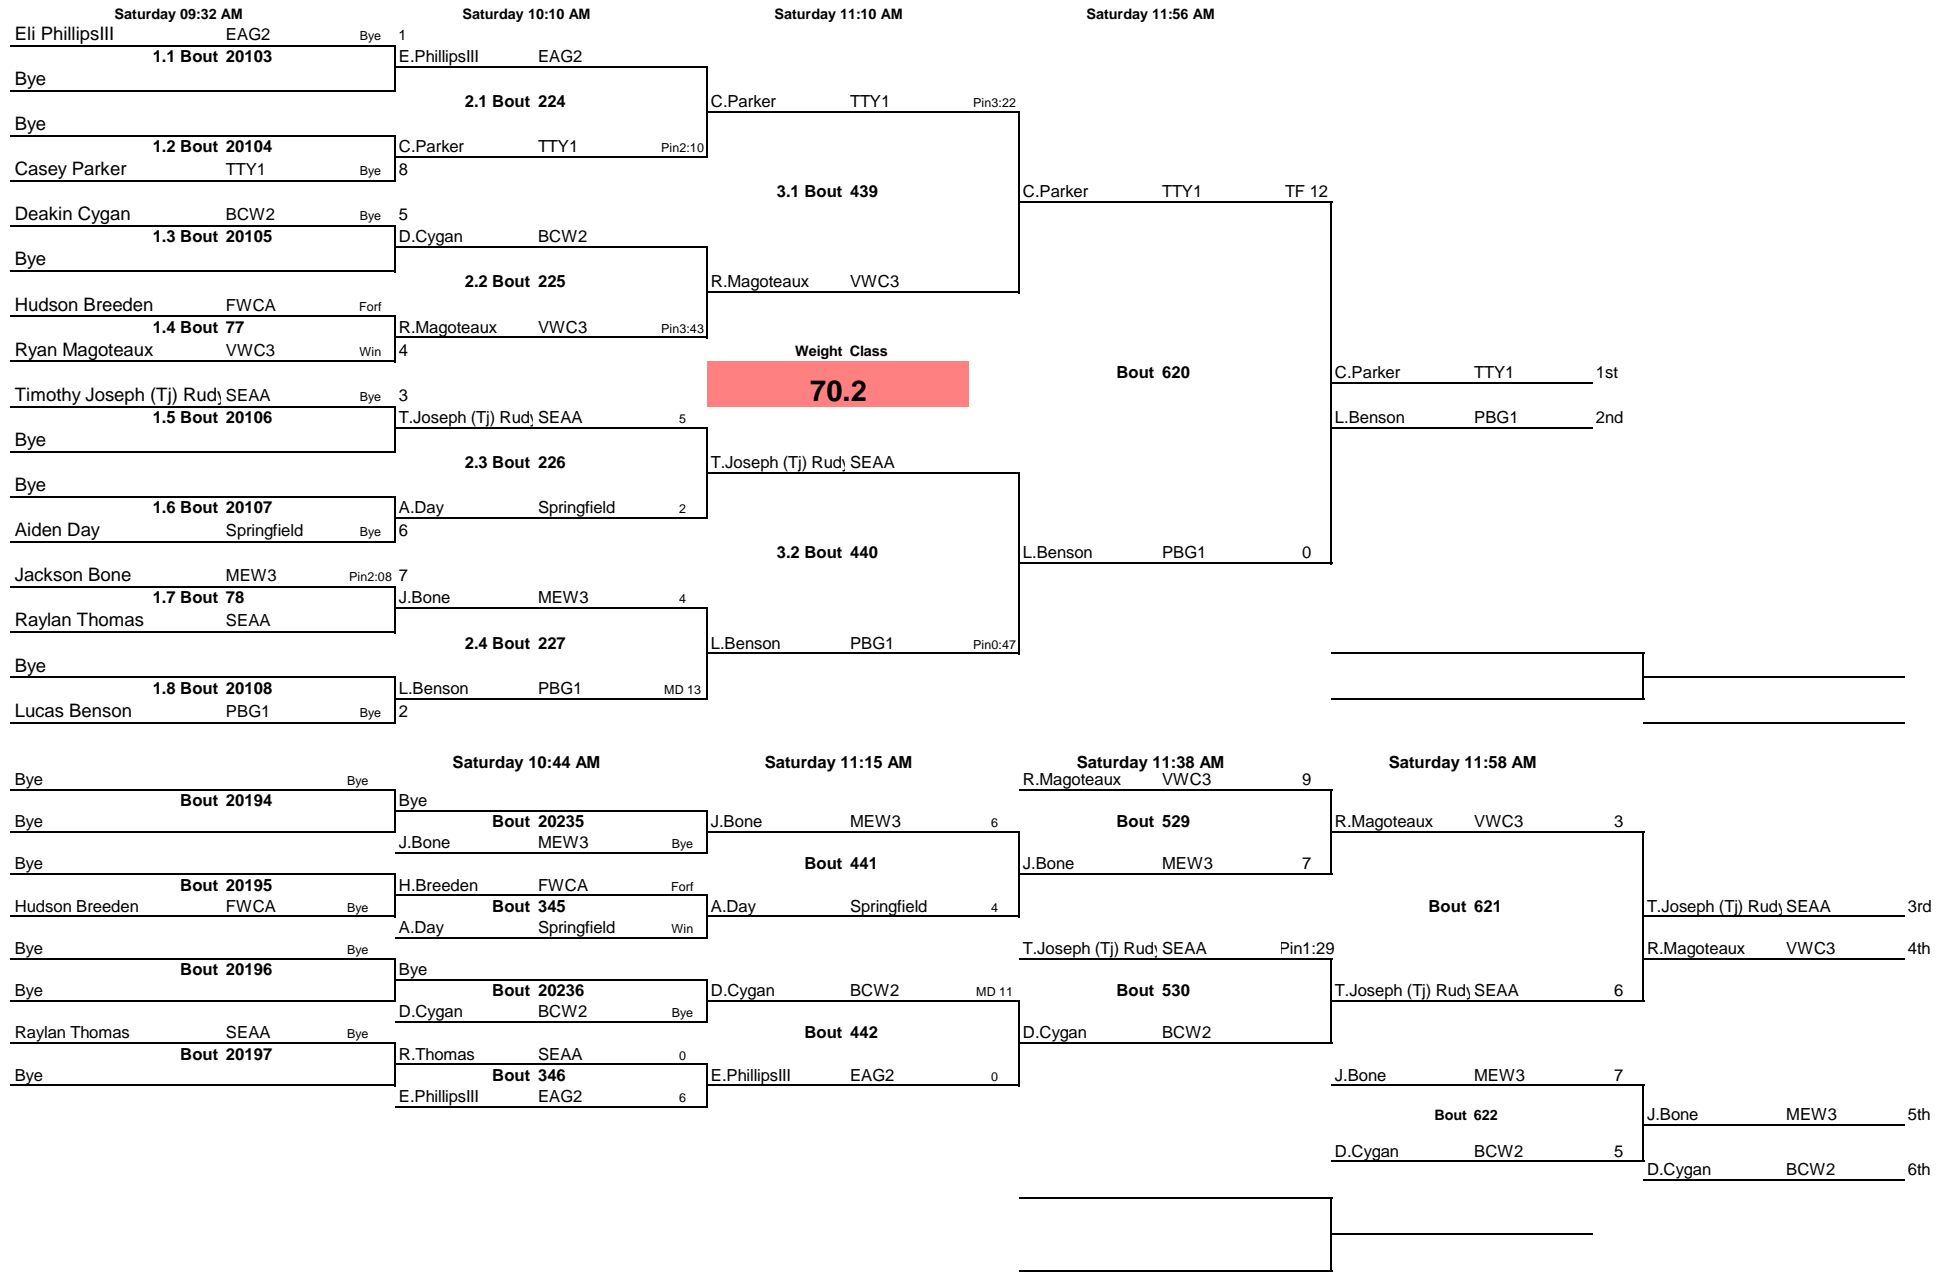 Saturday 09:32 AM Saturday 10:10 AM Saturday 11:10 AM Saturday 11:56 AM
Eli PhillipsIII EAG2 Bye 1
1.1 Bout 20103 E.PhillipsIII EAG2
Bye
2.1 Bout 224 C.Parker TTY1 Pin3:22
Bye
1.2 Bout 20104 C.Parker TTY1 Pin2:10
Casey Parker TTY1 Bye 8
3.1 Bout 439 C.Parker TTY1 TF 12
Deakin Cygan BCW2 Bye 5
1.3 Bout 20105 D.Cygan BCW2
Bye
2.2 Bout 225 R.Magoteaux VWC3
Hudson Breeden FWCA Forf
1.4 Bout 77 R.Magoteaux VWC3 Pin3:43
Ryan Magoteaux VWC3 Win 4 Weight Class
Bout 620 C.Parker TTY1 1st
Timothy Joseph (Tj) Rudy SEAA Bye 3 70.2
1.5 Bout 20106 T.Joseph (Tj) Rudy SEAA 5 L.Benson PBG1 2nd
Bye
2.3 Bout 226 T.Joseph (Tj) Rudy SEAA
Bye
1.6 Bout 20107 A.Day Springfield 2
Aiden Day Springfield Bye 6
3.2 Bout 440 L.Benson PBG1 0
Jackson Bone MEW3 Pin2:08 7
1.7 Bout 78 J.Bone MEW3 4
Raylan Thomas SEAA
2.4 Bout 227 L.Benson PBG1 Pin0:47
Bye
1.8 Bout 20108 L.Benson PBG1 MD 13
Lucas Benson PBG1 Bye 2
Saturday 10:44 AM Saturday 11:15 AM Saturday 11:38 AM Saturday 11:58 AM
Bye Bye R.Magoteaux VWC3 9
Bout 20194 Bye
Bye Bout 20235 J.Bone MEW3 6 Bout 529 R.Magoteaux VWC3 3
J.Bone MEW3 Bye
Bye Bout 441 J.Bone MEW3 7
Bout 20195 H.Breeden FWCA Forf
Hudson Breeden FWCA Bye Bout 345 A.Day Springfield 4 Bout 621 T.Joseph (Tj) Rudy SEAA 3rd
A.Day Springfield Win
Bye Bye T.Joseph (Tj) Rudy SEAA Pin1:29 R.Magoteaux VWC3 4th
Bout 20196 Bye
Bye Bout 20236 D.Cygan BCW2 MD 11 Bout 530 T.Joseph (Tj) Rudy SEAA 6
D.Cygan BCW2 Bye
Raylan Thomas SEAA Bye Bout 442 D.Cygan BCW2
Bout 20197 R.Thomas SEAA 0
Bye Bout 346 E.PhillipsIII EAG2 0 J.Bone MEW3 7
E.PhillipsIII EAG2 6
Bout 622 J.Bone MEW3 5th
D.Cygan BCW2 5
D.Cygan BCW2 6th